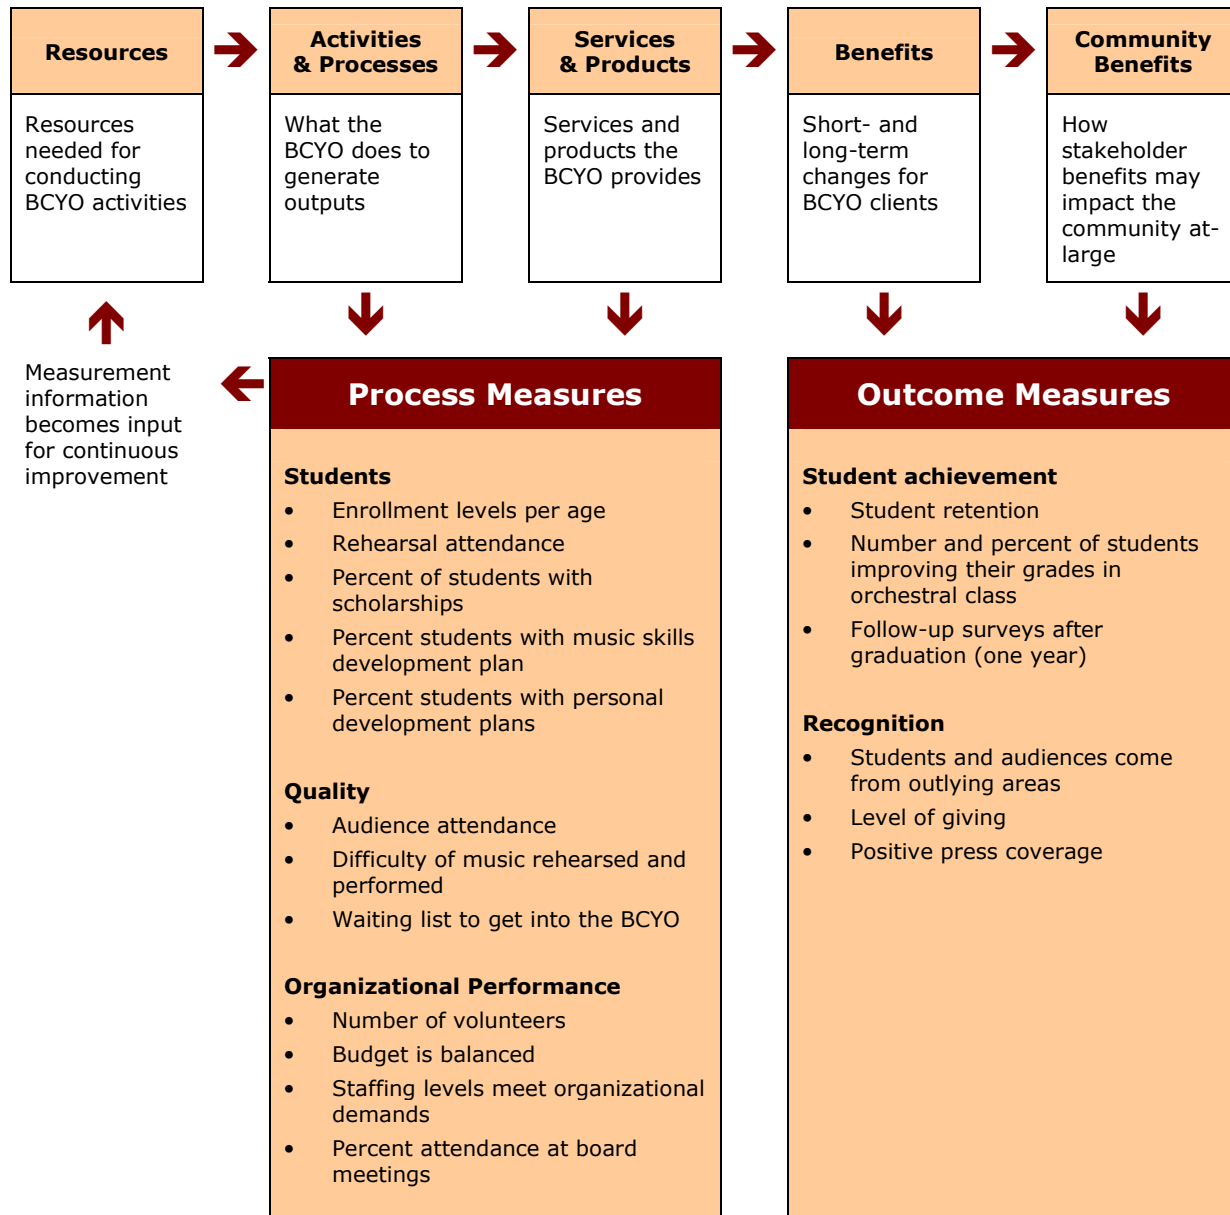 Resources
Activities
& Processes
Services
& Products
Benefits
Community
Benefits
Resources
needed for
conducting
BCYO activities
What the
BCYO does to
generate
outputs
Services and
products the
BCYO provides
Short- and
long-term
changes for
BCYO clients
How
stakeholder
benefits may
impact the
community at-
large
Measurement
information
becomes input
for continuous
improvement
Process Measures
Students
• Enrollment levels per age
• Rehearsal attendance
• Percent of students with
scholarships
• Percent students with music skills
development plan
• Percent students with personal
development plans
Quality
• Audience attendance
• Difficulty of music rehearsed and
performed
• Waiting list to get into the BCYO
Organizational Performance
• Number of volunteers
• Budget is balanced
• Staffing levels meet organizational
demands
• Percent attendance at board
meetings
Outcome Measures
Student achievement
• Student retention
• Number and percent of students
improving their grades in
orchestral class
• Follow-up surveys after
graduation (one year)
Recognition
• Students and audiences come
from outlying areas
• Level of giving
• Positive press coverage